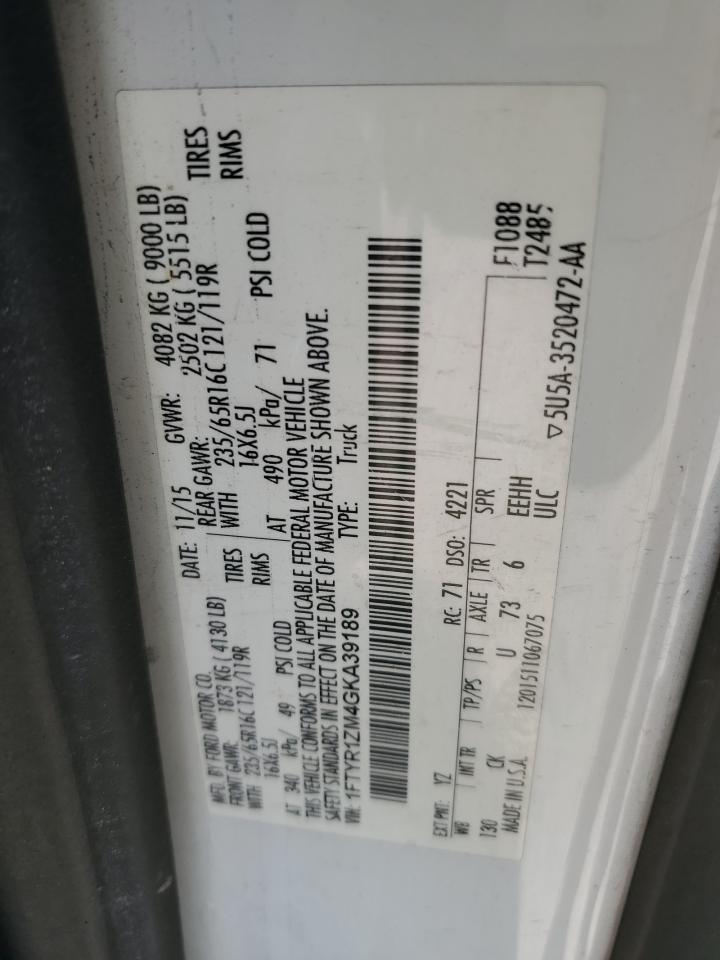 MFD. BY FORD MOTOR CO.
DATE: 11/15 GVWR: 4082 KG ( 9000 LB)
FRONT GAWR: 1873 KG ( 4130 LB) REAR GAWR: 2502 KG ( 5515 LB)
WITH 235/65R16C 121/119R TIRES WITH 235/65R16C 121/119R TIRES
16X6.5J RIMS 16X6.5J RIMS
AT 340 kPa/ 49 PSI COLD AT 490 kPa/ 71 PSI COLD
THIS VEHICLE CONFORMS TO ALL APPLICABLE FEDERAL MOTOR VEHICLE
SAFETY STANDARDS IN EFFECT ON THE DATE OF MANUFACTURE SHOWN ABOVE.
VIN: 1FTYR1ZM4GKA39189 TYPE: Truck
EXT PNT: YZ RC: 71 DSO: 4221
WB INT TR TP/PS R AXLE TR SPR F1088
130 CK U 73 6 EEHH T2485
MADE IN U.S.A. 1201511067075 ULC
▽5U5A-3520472-AA